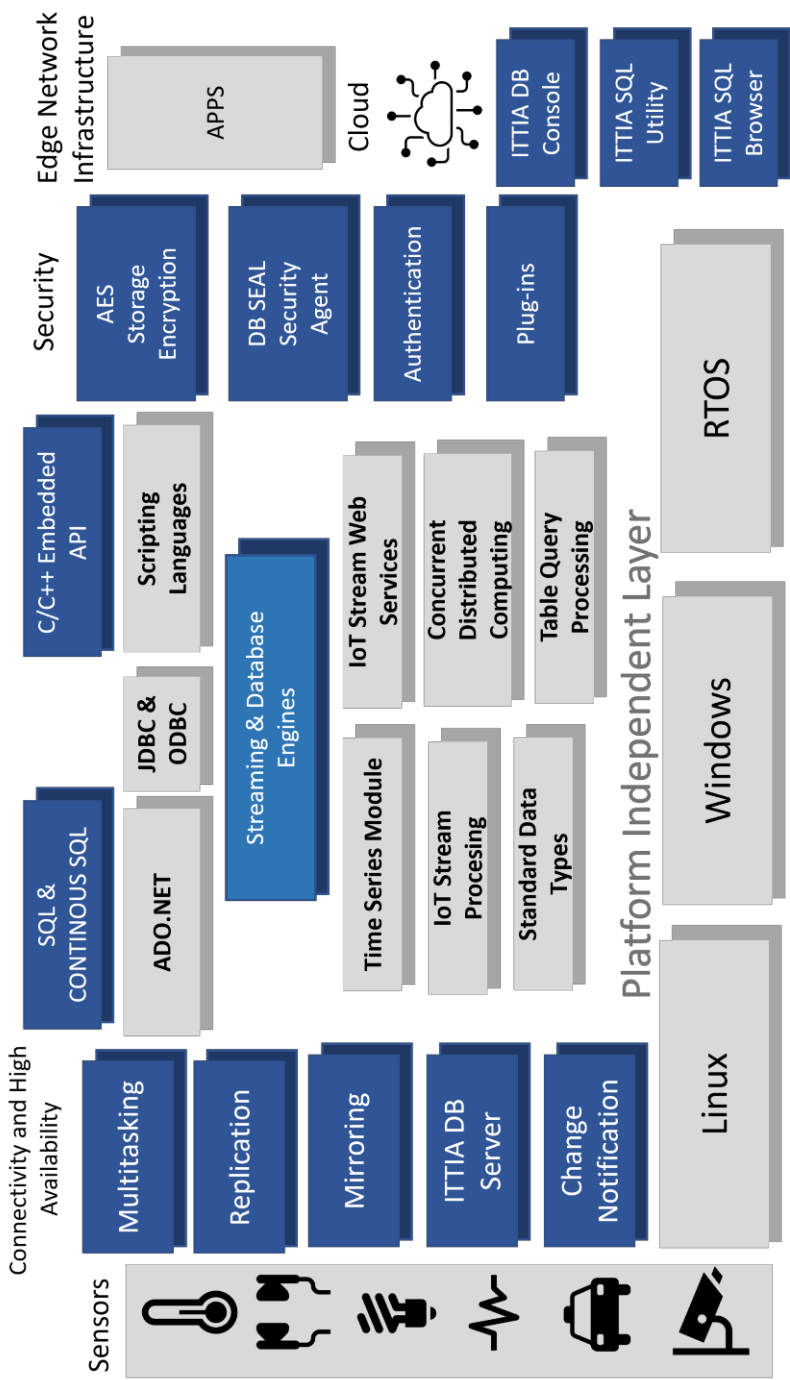 Sensors
Connectivity and High
Availability
Multitasking
Replication
Mirroring
ITTIA DB
Server
Change
Notification
SQL &
CONTINOUS SQL
C/C++ Embedded
API
ADO.NET
JDBC &
ODBC
Scripting
Languages
Streaming & Database
Engines
Time Series Module
IoT Stream Web
Services
IoT Stream
Procesing
Concurrent
Distributed
Computing
Standard Data
Types
Table Query
Processing
Platform Independent Layer
Linux
Windows
RTOS
Security
AES
Storage
Encryption
DB SEAL
Security
Agent
Authentication
Plug-ins
Edge Network
Infrastructure
APPS
Cloud
ITTIA DB
Console
ITTIA SQL
Utility
ITTIA SQL
Browser